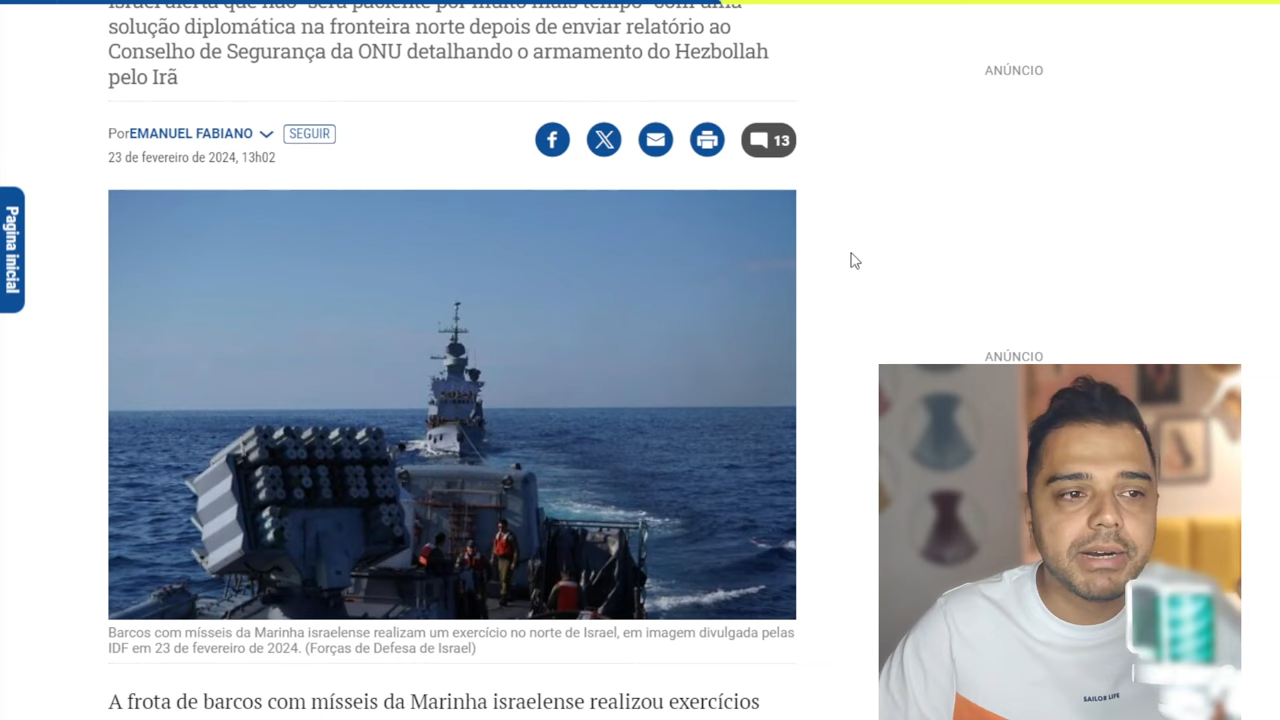 Israel alerta que não "será paciente por muito mais tempo" com uma
solução diplomática na fronteira norte depois de enviar relatório ao
Conselho de Segurança da ONU detalhando o armamento do Hezbollah
pelo Irã
ANÚNCIO
PorEMANUEL FABIANO SEGUIR
13
23 de fevereiro de 2024, 13h02
Pagina inicial
ANÚNCIO
Barcos com mísseis da Marinha israelense realizam um exercício no norte de Israel, em imagem divulgada pelas
IDF em 23 de fevereiro de 2024. (Forças de Defesa de Israel)
SAILOR LIFE
A frota de barcos com mísseis da Marinha israelense realizou exercícios